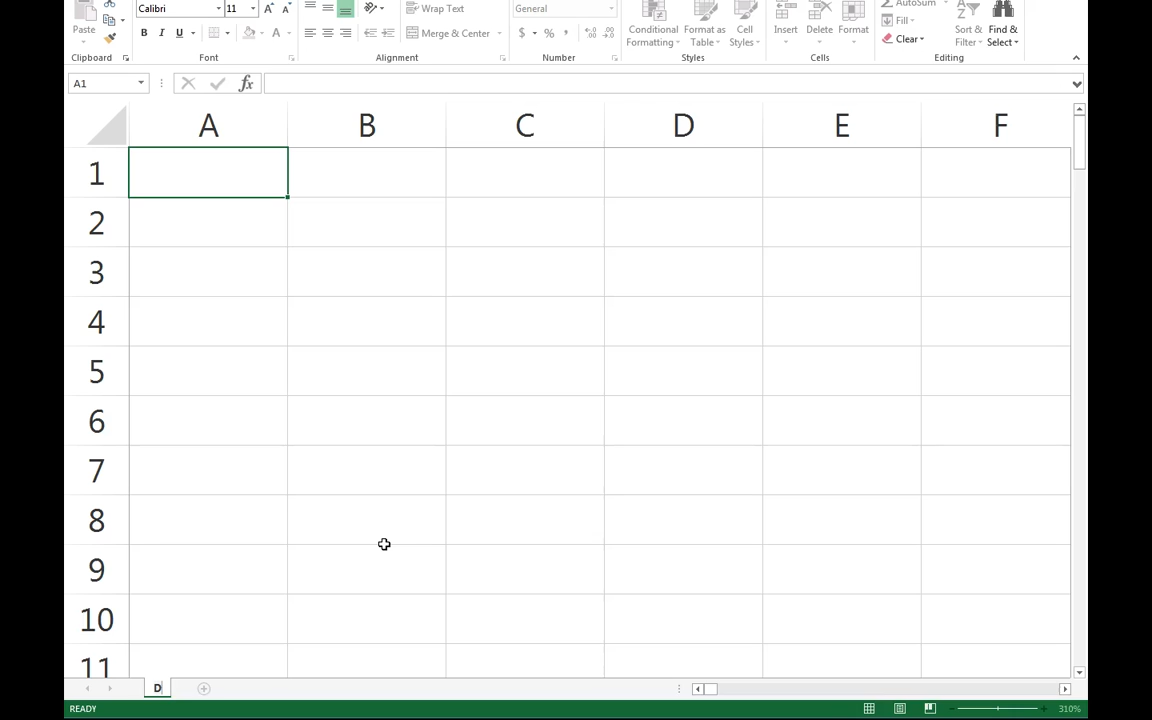 Calibri 11 Wrap Text General AutoSum
Paste B I U A Merge & Center $ % , Conditional Formatting Format as Table Cell Styles Insert Delete Format Fill Clear Sort & Filter Find & Select
Clipboard Font Alignment Number Styles Cells Editing
A1 fx
A B C D E F
1
2
3
4
5
6
7
8
9
10
11
D
READY 310%